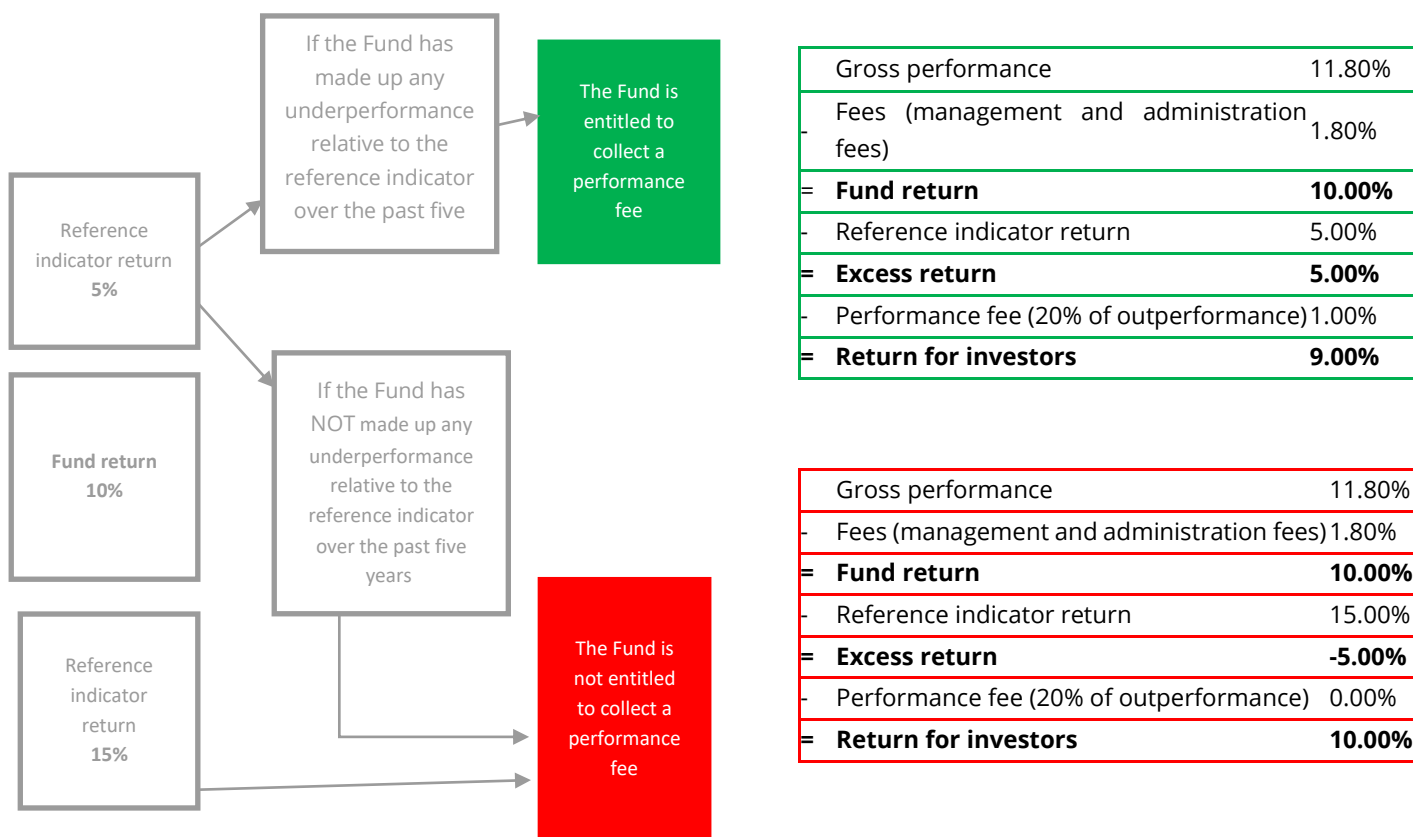 If the Fund has
made up any
underperformance
relative to the
reference indicator
over the past five
The Fund is
entitled to
collect a
performance
fee
Reference
indicator return
5%
Fund return
10%
If the Fund has
NOT made up any
underperformance
relative to the
reference indicator
over the past five
years
Reference
indicator
return
15%
The Fund is
not entitled
to collect a
performance
fee
Gross performance 11.80%
- Fees (management and administration
fees) 1.80%
= Fund return 10.00%
- Reference indicator return 5.00%
= Excess return 5.00%
- Performance fee (20% of outperformance) 1.00%
= Return for investors 9.00%
Gross performance 11.80%
- Fees (management and administration fees) 1.80%
= Fund return 10.00%
- Reference indicator return 15.00%
= Excess return -5.00%
- Performance fee (20% of outperformance) 0.00%
= Return for investors 10.00%